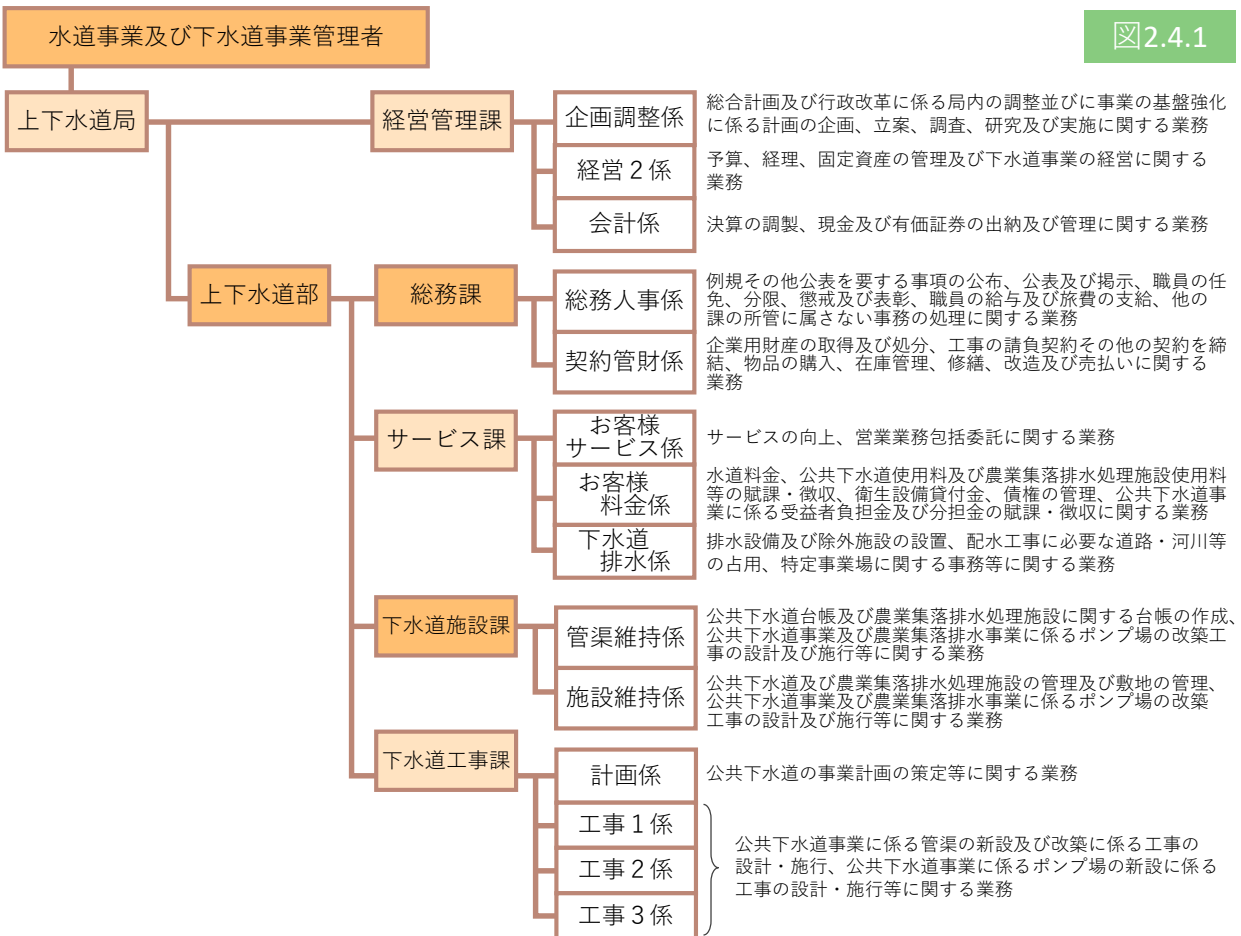 水道事業及び下水道事業管理者
図2.4.1
上下水道局
経営管理課
企画調整係
総合計画及び行政改革に係る局内の調整並びに事業の基盤強化
に係る計画の企画、立案、調査、研究及び実施に関する業務
経営２係
予算、経理、固定資産の管理及び下水道事業の経営に関する
業務
会計係
決算の調製、現金及び有価証券の出納及び管理に関する業務
上下水道部
総務課
総務人事係
例規その他公表を要する事項の公布、公表及び掲示、職員の任
免、分限、懲戒及び表彰、職員の給与及び旅費の支給、他の
課の所管に属さない事務の処理に関する業務
契約管財係
企業用財産の取得及び処分、工事の請負契約その他の契約を締
結、物品の購入、在庫管理、修繕、改造及び売払いに関する
業務
サービス課
お客様
サービス係
サービスの向上、営業業務包括委託に関する業務
お客様
料金係
水道料金、公共下水道使用料及び農業集落排水処理施設使用料
等の賦課・徴収、衛生設備貸付金、債権の管理、公共下水道事
業に係る受益者負担金及び分担金の賦課・徴収に関する業務
下水道
排水係
排水設備及び除外施設の設置、配水工事に必要な道路・河川等
の占用、特定事業場に関する事務等に関する業務
下水道施設課
管渠維持係
公共下水道台帳及び農業集落排水処理施設に関する台帳の作成、
公共下水道事業及び農業集落排水事業に係るポンプ場の改築工
事の設計及び施行等に関する業務
施設維持係
公共下水道及び農業集落排水処理施設の管理及び敷地の管理、
公共下水道事業及び農業集落排水事業に係るポンプ場の改築
工事の設計及び施行等に関する業務
下水道工事課
計画係
公共下水道の事業計画の策定等に関する業務
工事１係
工事２係
工事３係
公共下水道事業に係る管渠の新設及び改築に係る工事の
設計・施行、公共下水道事業に係るポンプ場の新設に係る
工事の設計・施行等に関する業務